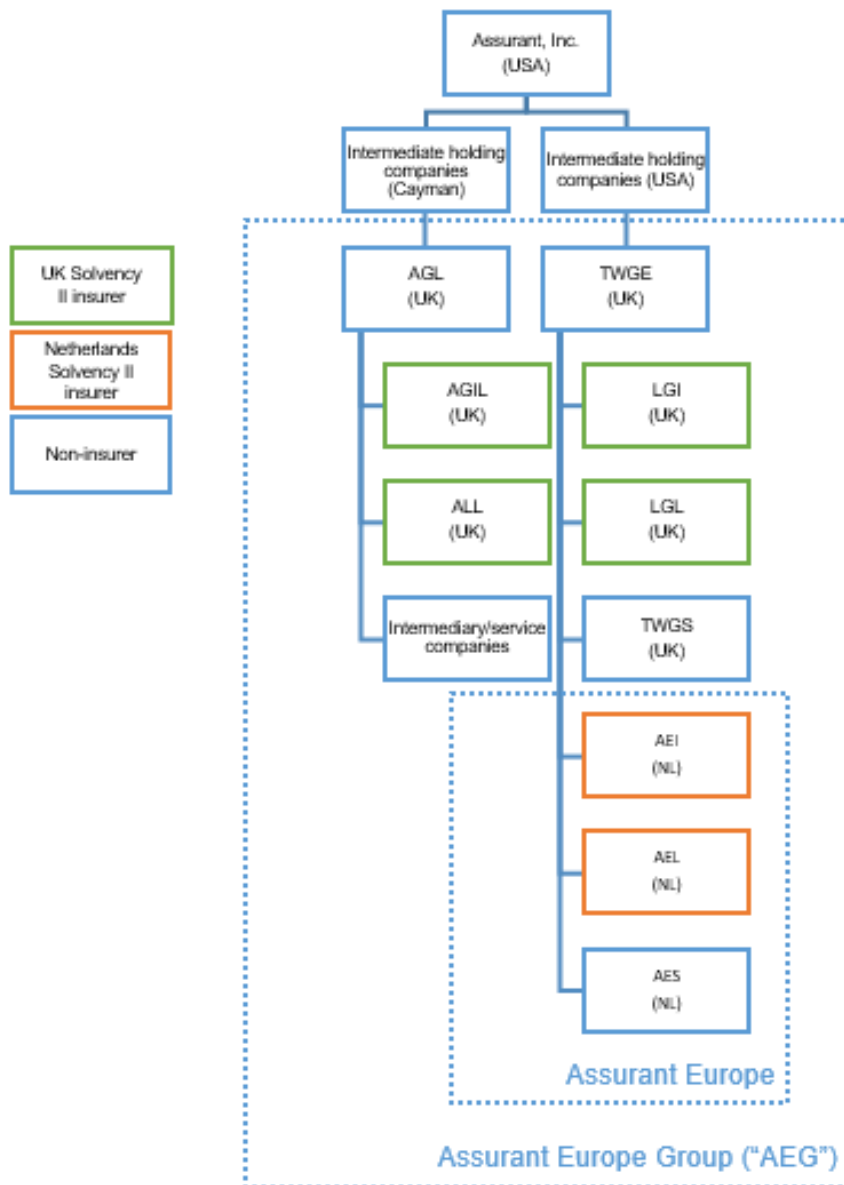 Assurant, Inc.
(USA)
Intermediate holding
companies
(Cayman)
Intermediate holding
companies (USA)
UK Solvency
II insurer
Netherlands
Solvency II
insurer
Non-insurer
AGL
(UK)
TWGE
(UK)
AGIL
(UK)
LGI
(UK)
ALL
(UK)
LGL
(UK)
Intermediary/service
companies
TWGS
(UK)
AEI
(NL)
AEL
(NL)
AES
(NL)
Assurant Europe
Assurant Europe Group (“AEG”)